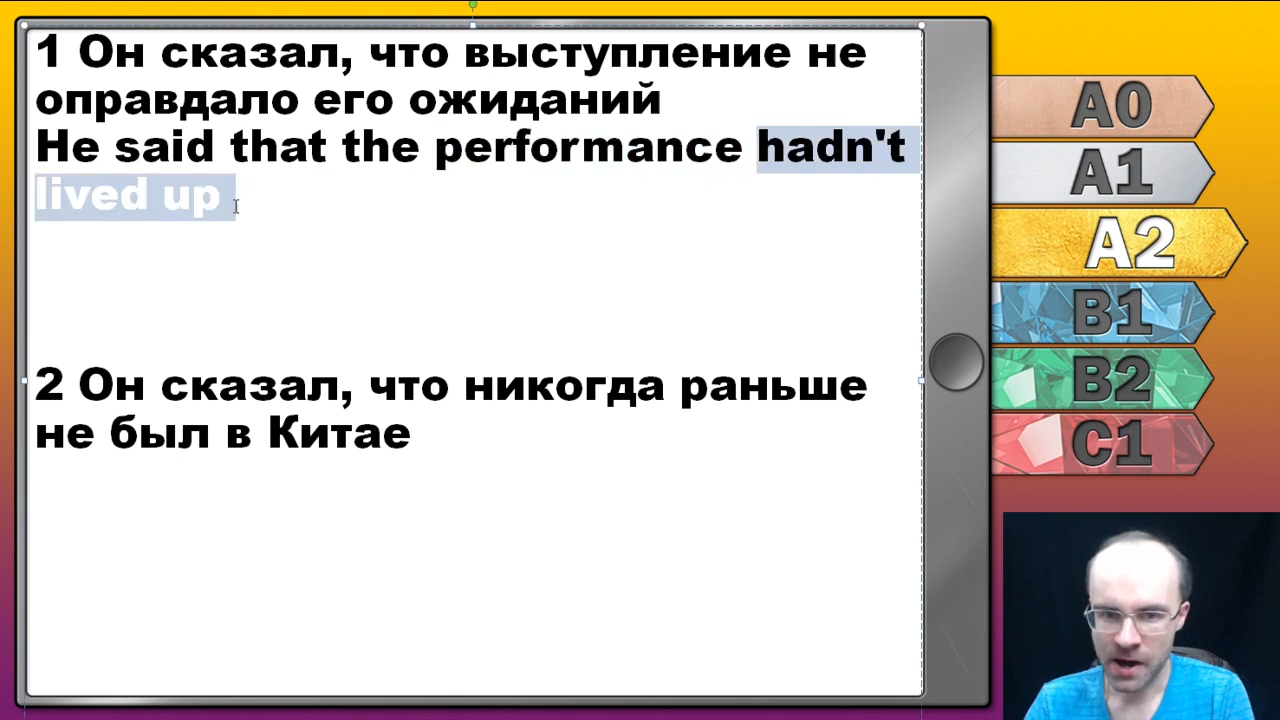 1 Он сказал, что выступление не
оправдало его ожиданий
He said that the performance hadn't
lived up
2 Он сказал, что никогда раньше
не был в Китае
A0
A1
A2
B1
B2
C1